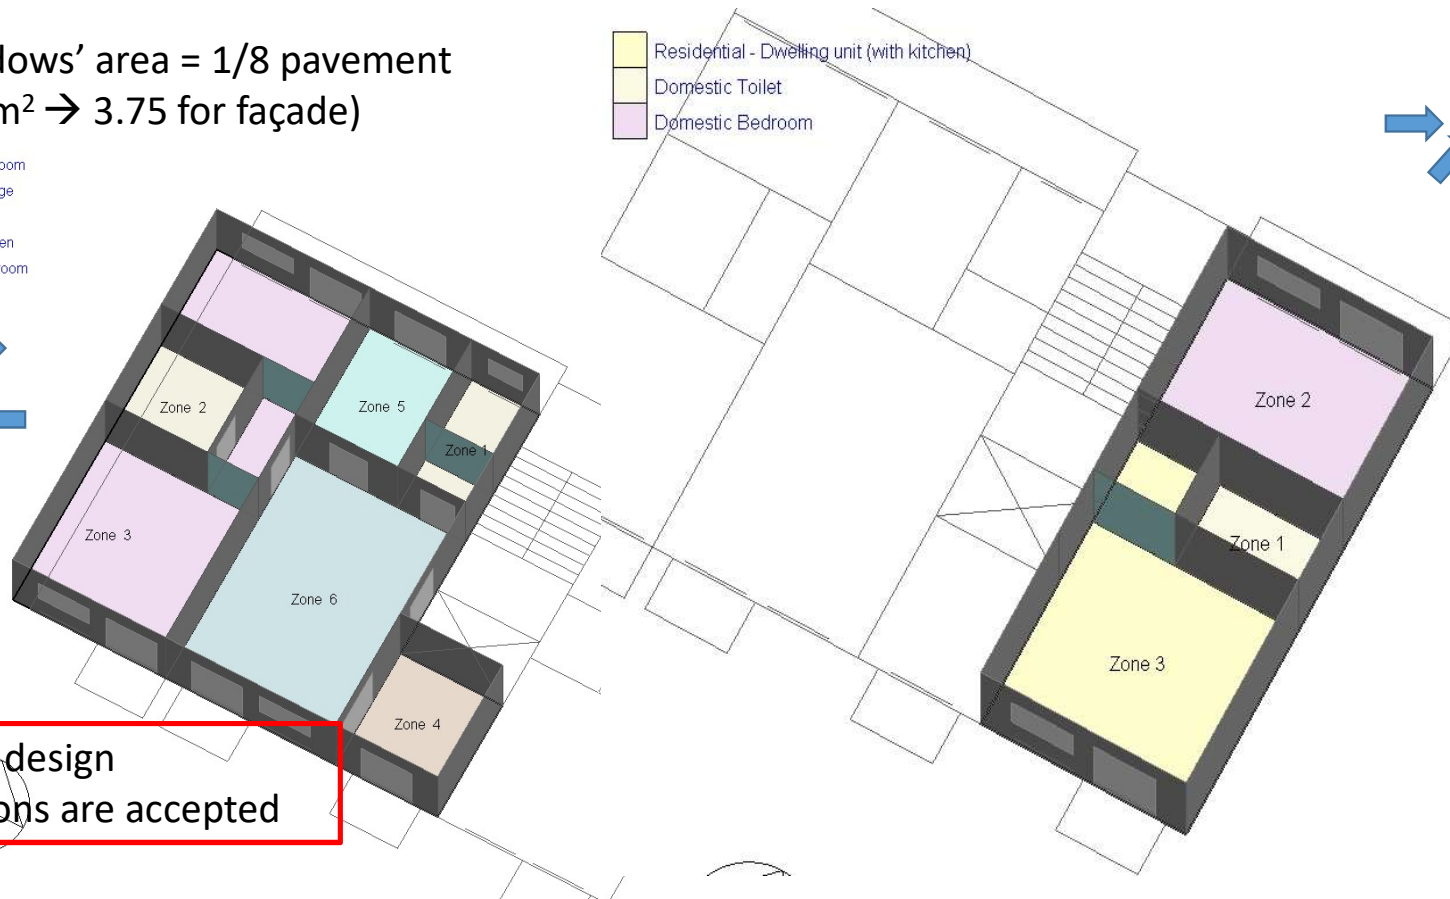 dows’ area = 1/8 pavement
m² → 3.75 for façade)
oom
ge
en
room
Residential - Dwelling unit (with kitchen)
Domestic Toilet
Domestic Bedroom
Zone 2
Zone 5
Zone 1
Zone 3
Zone 6
Zone 4
Zone 2
Zone 1
Zone 3
design
ons are accepted